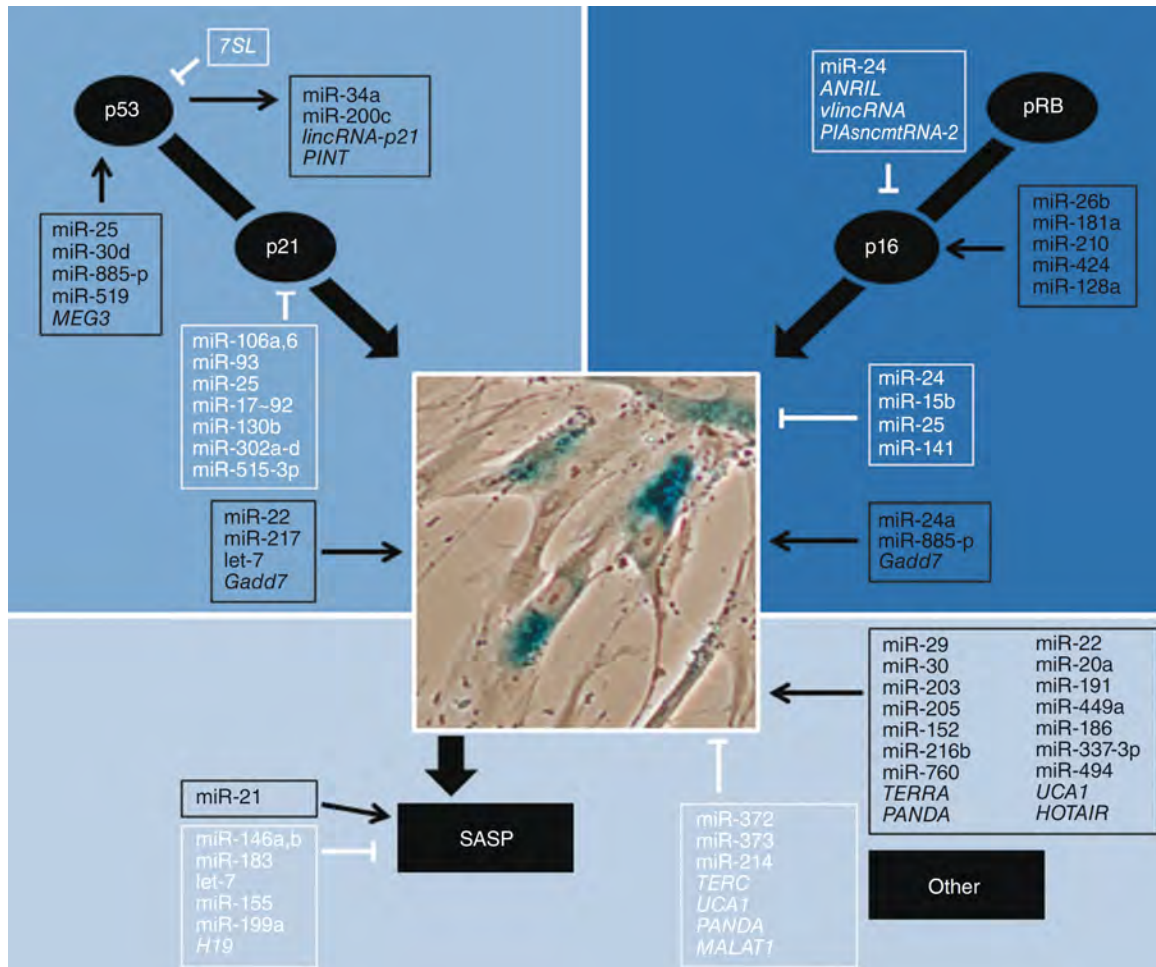 7SL
p53
miR-34a
miR-200c
lincRNA-p21
PINT
miR-25
miR-30d
miR-885-p
miR-519
MEG3
p21
miR-106a,6
miR-93
miR-25
miR-17~92
miR-130b
miR-302a-d
miR-515-3p
miR-22
miR-217
let-7
Gadd7
miR-24
ANRIL
vlincRNA
PIAsncmtRNA-2
pRB
p16
miR-26b
miR-181a
miR-210
miR-424
miR-128a
miR-24
miR-15b
miR-25
miR-141
miR-24a
miR-885-p
Gadd7
miR-21
miR-146a,b
miR-183
let-7
miR-155
miR-199a
H19
SASP
miR-372
miR-373
miR-214
TERC
UCA1
PANDA
MALAT1
miR-29 miR-22
miR-30 miR-20a
miR-203 miR-191
miR-205 miR-449a
miR-152 miR-186
miR-216b miR-337-3p
miR-760 miR-494
TERRA UCA1
PANDA HOTAIR
Other